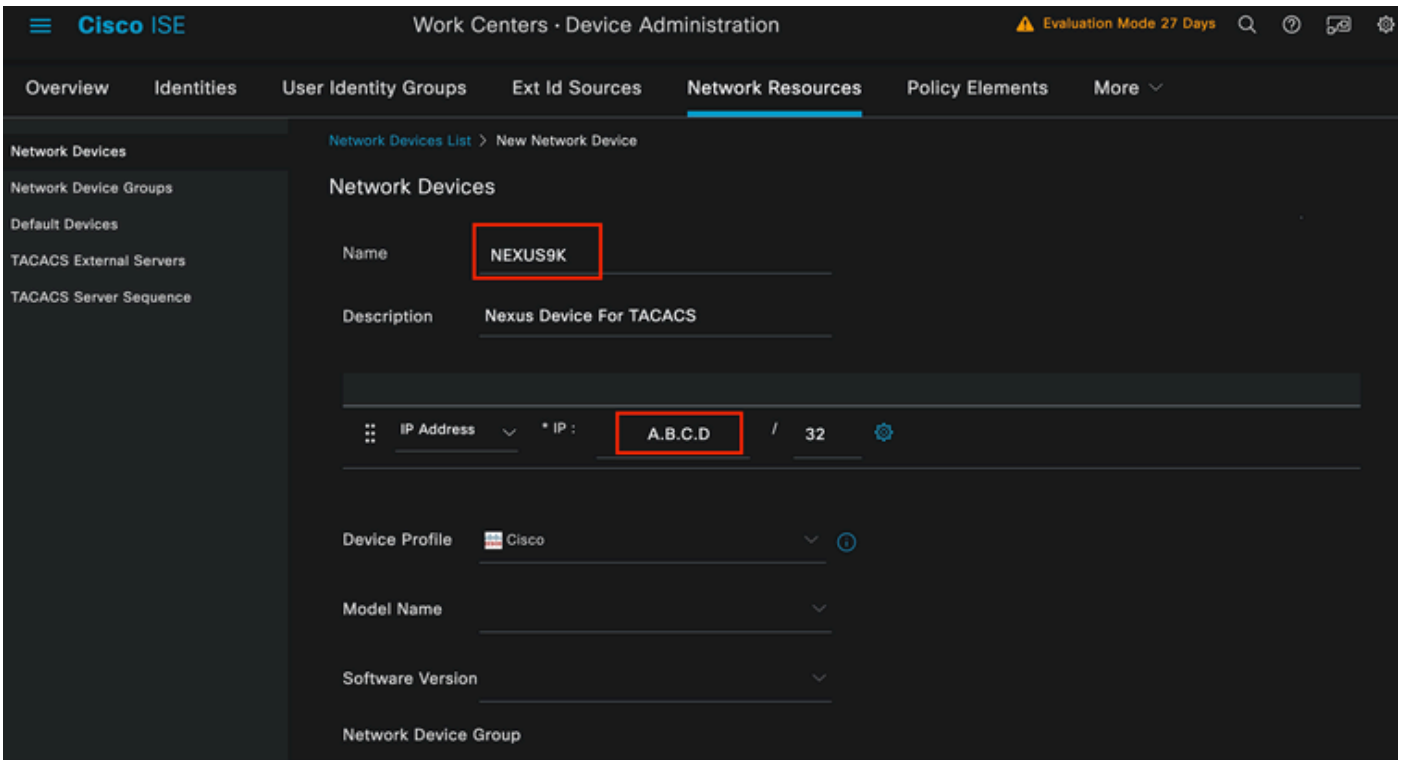 Cisco ISE
Work Centers · Device Administration
Evaluation Mode 27 Days
Overview
Identities
User Identity Groups
Ext Id Sources
Network Resources
Policy Elements
More
Network Devices
Network Device Groups
Default Devices
TACACS External Servers
TACACS Server Sequence
Network Devices List > New Network Device
Network Devices
Name NEXUS9K
Description Nexus Device For TACACS
IP Address * IP : A.B.C.D / 32
Device Profile Cisco
Model Name
Software Version
Network Device Group